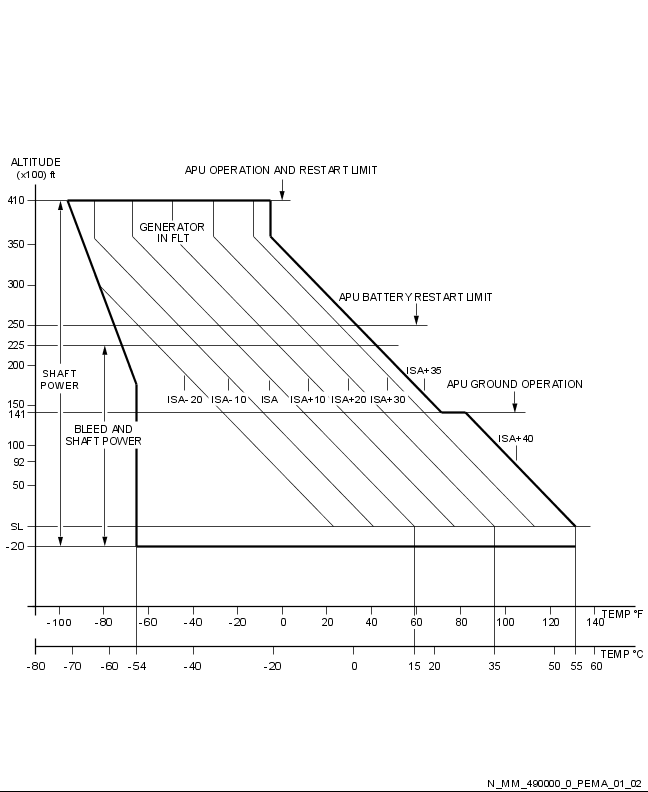 ALTITUDE
(x100) ft
APU OPERATION AND RESTART LIMIT
410
GENERATOR
IN FLT
350
300
APU BATTERY RESTART LIMIT
250
225
200
SHAFT
POWER
ISA+35
APU GROUND OPERATION
ISA-20 ISA-10 ISA ISA+10 ISA+20 ISA+30
150
141
BLEED AND
SHAFT POWER
ISA+40
100
92
50
SL
-20
TEMP °F
-100 -80 -60 -40 -20 0 20 40 60 80 100 120 140
TEMP °C
-80 -70 -60 -54 -40 -20 0 15 20 35 50 55 60
N_MM_490000_0_PEMA_01_02